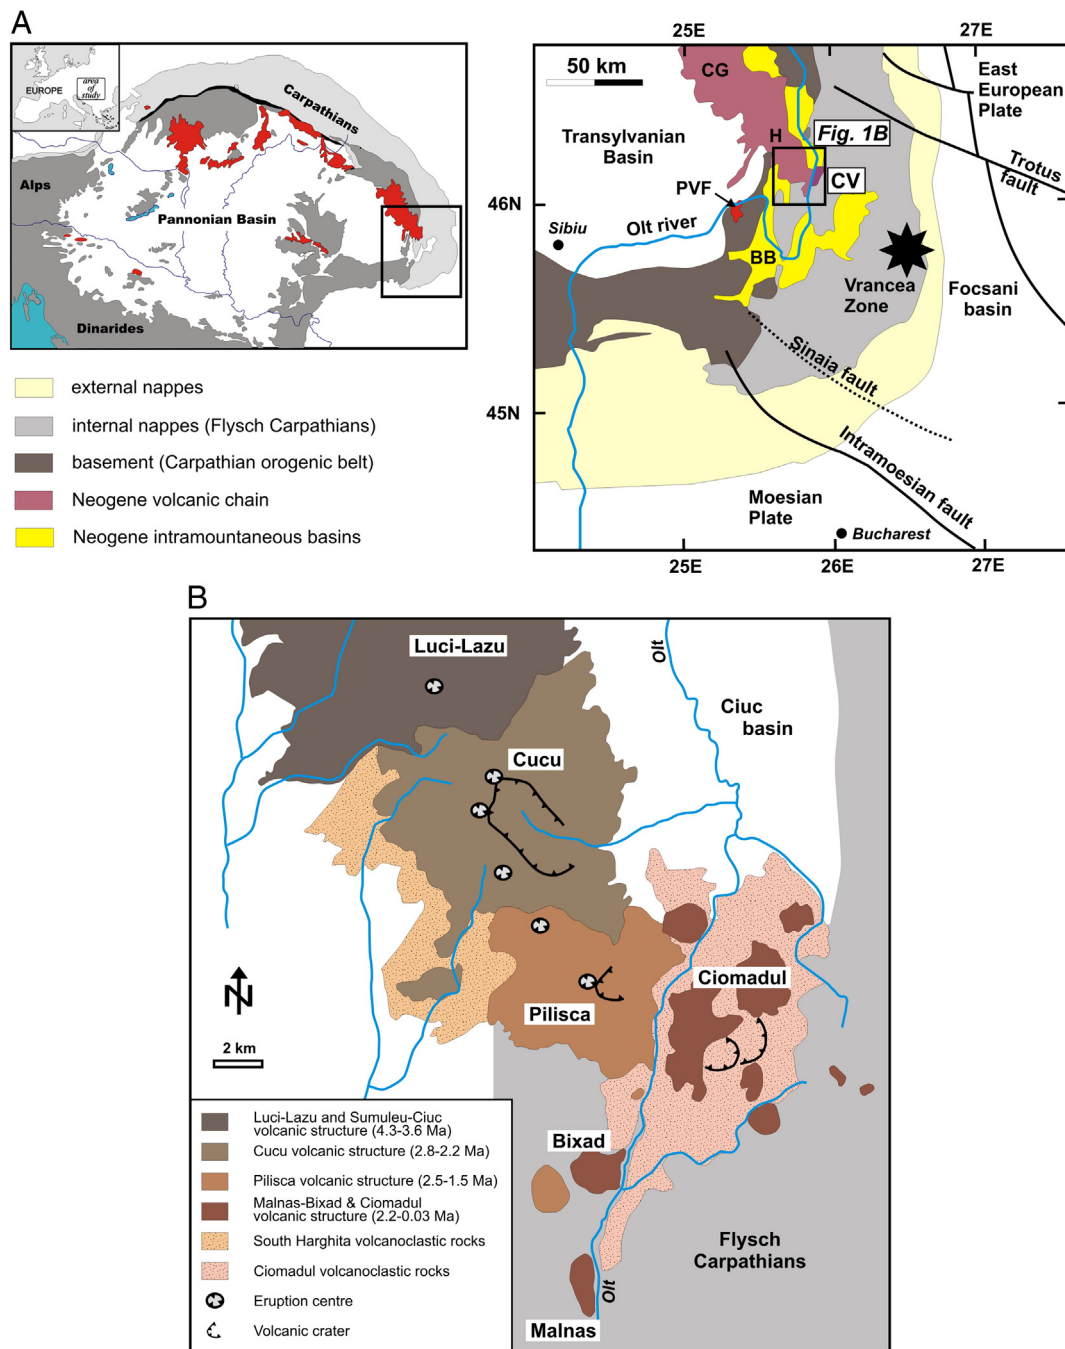 A
EUROPE
area
of
study
Carpathians
Alps
Pannonian Basin
Dinarides
external nappes
internal nappes (Flysch Carpathians)
basement (Carpathian orogenic belt)
Neogene volcanic chain
Neogene intramountaneous basins
25E
27E
50 km
CG
East
European
Plate
Transylvanian
Basin
H
Fig. 1B
Trotus
fault
PVF
CV
46N
Olt river
Sibiu
BB
Vrancea
Zone
Focsani
basin
Sinaia fault
45N
Intramoesian fault
Moesian
Plate
Bucharest
25E
26E
27E
B
Luci-Lazu
Olt
Ciuc
basin
Cucu
Ciomadul
N
Pilisca
2 km
Bixad
Flysch
Carpathians
Olt
Malnas
Luci-Lazu and Sumuleu-Ciuc
volcanic structure (4.3-3.6 Ma)
Cucu volcanic structure (2.8-2.2 Ma)
Pilisca volcanic structure (2.5-1.5 Ma)
Malnas-Bixad & Ciomadul
volcanic structure (2.2-0.03 Ma)
South Harghita volcanoclastic rocks
Ciomadul volcanoclastic rocks
Eruption centre
Volcanic crater